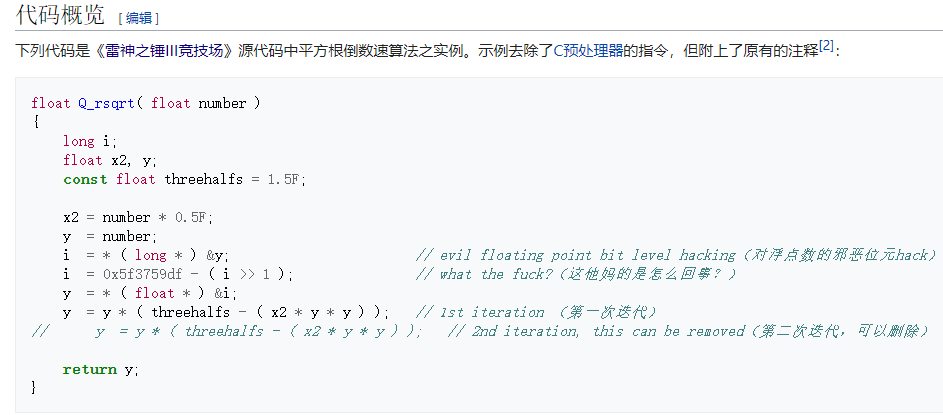 代码概览 [编辑]
下列代码是《雷神之锤III竞技场》源代码中平方根倒数速算法之实例。示例去除了C预处理器的指令，但附上了原有的注释[2]：
float Q_rsqrt( float number )
{
    long i;
    float x2, y;
    const float threehalfs = 1.5F;

    x2 = number * 0.5F;
    y  = number;
    i  = * ( long * ) &y;                       // evil floating point bit level hacking（对浮点数的邪恶位元hack）
    i  = 0x5f3759df - ( i >> 1 );               // what the fuck?（这他妈的是怎么回事？）
    y  = * ( float * ) &i;
    y  = y * ( threehalfs - ( x2 * y * y ) );   // 1st iteration （第一次迭代）
//      y  = y * ( threehalfs - ( x2 * y * y ) );   // 2nd iteration, this can be removed（第二次迭代，可以删除）

    return y;
}